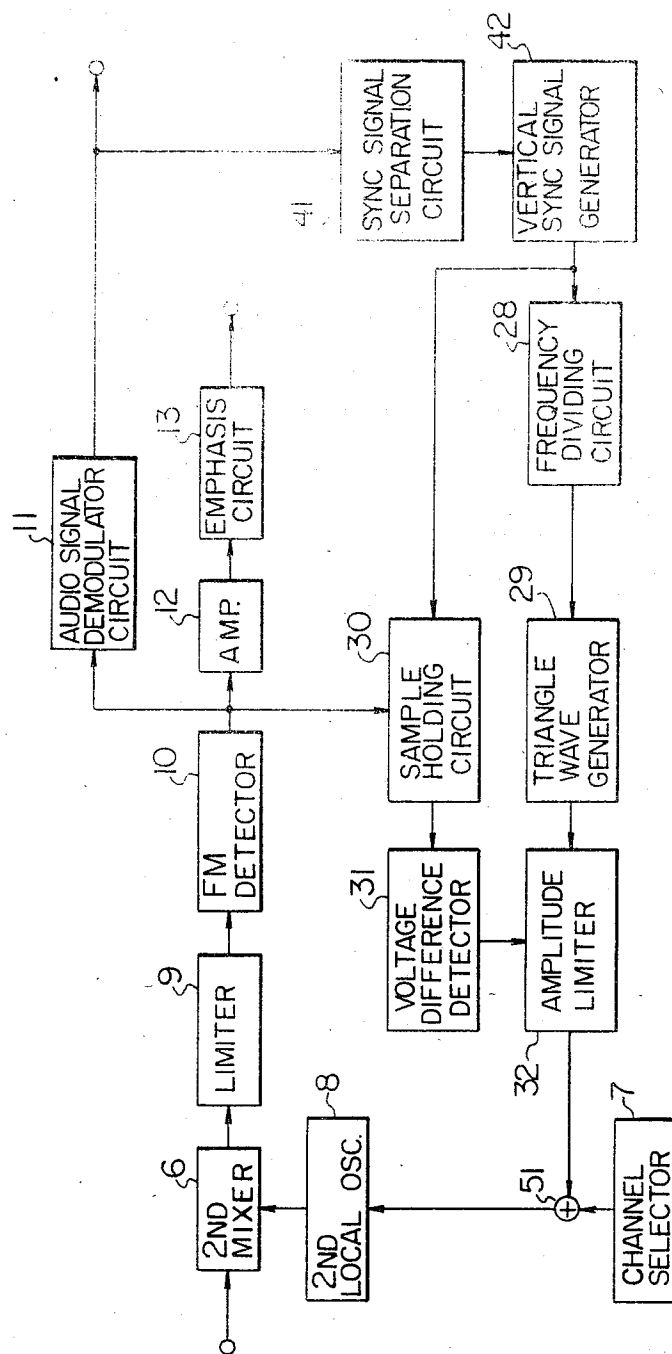 11
AUDIO SIGNAL
DEMODULATOR
CIRCUIT
6
2ND
MIXER
9
LIMITER
10
FM
DETECTOR
12
AMP.
13
EMPHASIS
CIRCUIT
41
SYNC SIGNAL
SEPARATION
CIRCUIT
8
2ND
LOCAL OSC.
31
VOLTAGE
DIFFERENCE
DETECTOR
30
SAMPLE
HOLDING
CIRCUIT
42
VERTICAL
SYNC SIGNAL
GENERATOR
51
+
32
AMPLITUDE
LIMITER
29
TRIANGLE
WAVE
GENERATOR
28
FREQUENCY
DIVIDING
CIRCUIT
7
CHANNEL
SELECTOR